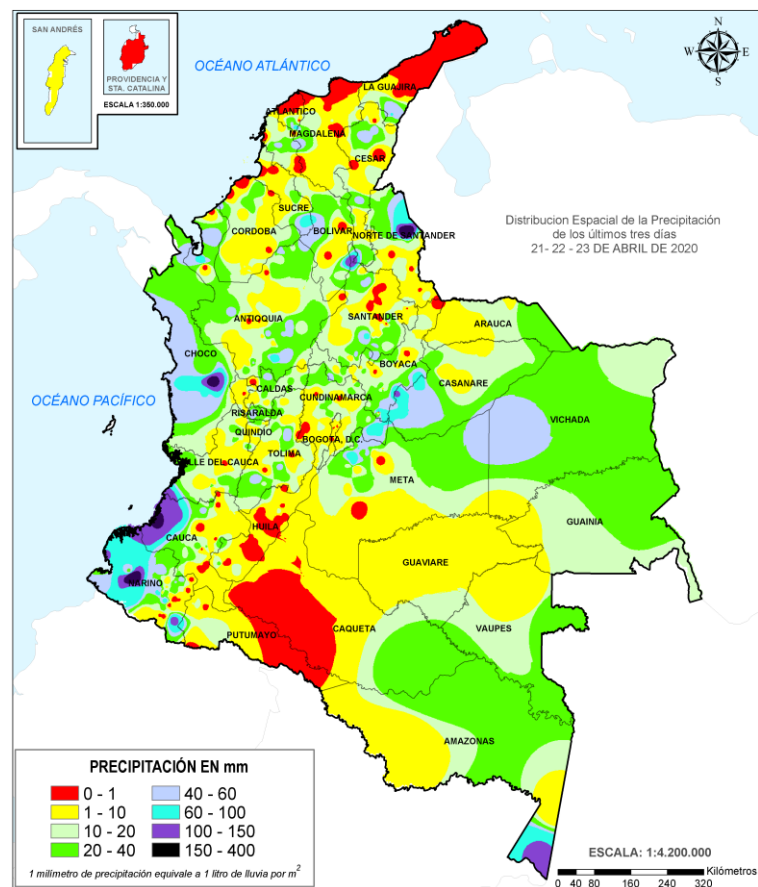 SAN ANDRÉS
PROVIDENCIA Y
STA. CATALINA
ESCALA 1:350.000
N
W
E
S
OCÉANO ATLÁNTICO
LA GUAJIRA
ATLANTICO
MAGDALENA
CESAR
SUCRE
Distribucion Espacial de la Precipitación
de los últimos tres días
21- 22 - 23 DE ABRIL DE 2020
CORDOBA
BOLIVAR
NORTE DE SANTANDER
ANTIOQUIA
SANTANDER
ARAUCA
CHOCO
BOYACA
CASANARE
CALDAS
CUNDINAMARCA
OCÉANO PACÍFICO
RISARALDA
VICHADA
QUINDIO
BOGOTA, D.C.
TOLIMA
VALLE DEL CAUCA
META
GUAINIA
HUILA
CAUCA
GUAVIARE
NARIÑO
PUTUMAYO
CAQUETA
VAUPES
AMAZONAS
PRECIPITACIÓN EN mm
0 - 1
40 - 60
1 - 10
60 - 100
10 - 20
100 - 150
20 - 40
150 - 400
1 milímetro de precipitación equivale a 1 litro de lluvia por m2
ESCALA: 1:4.200.000
Kilómetros
0 40 80 160 240 320